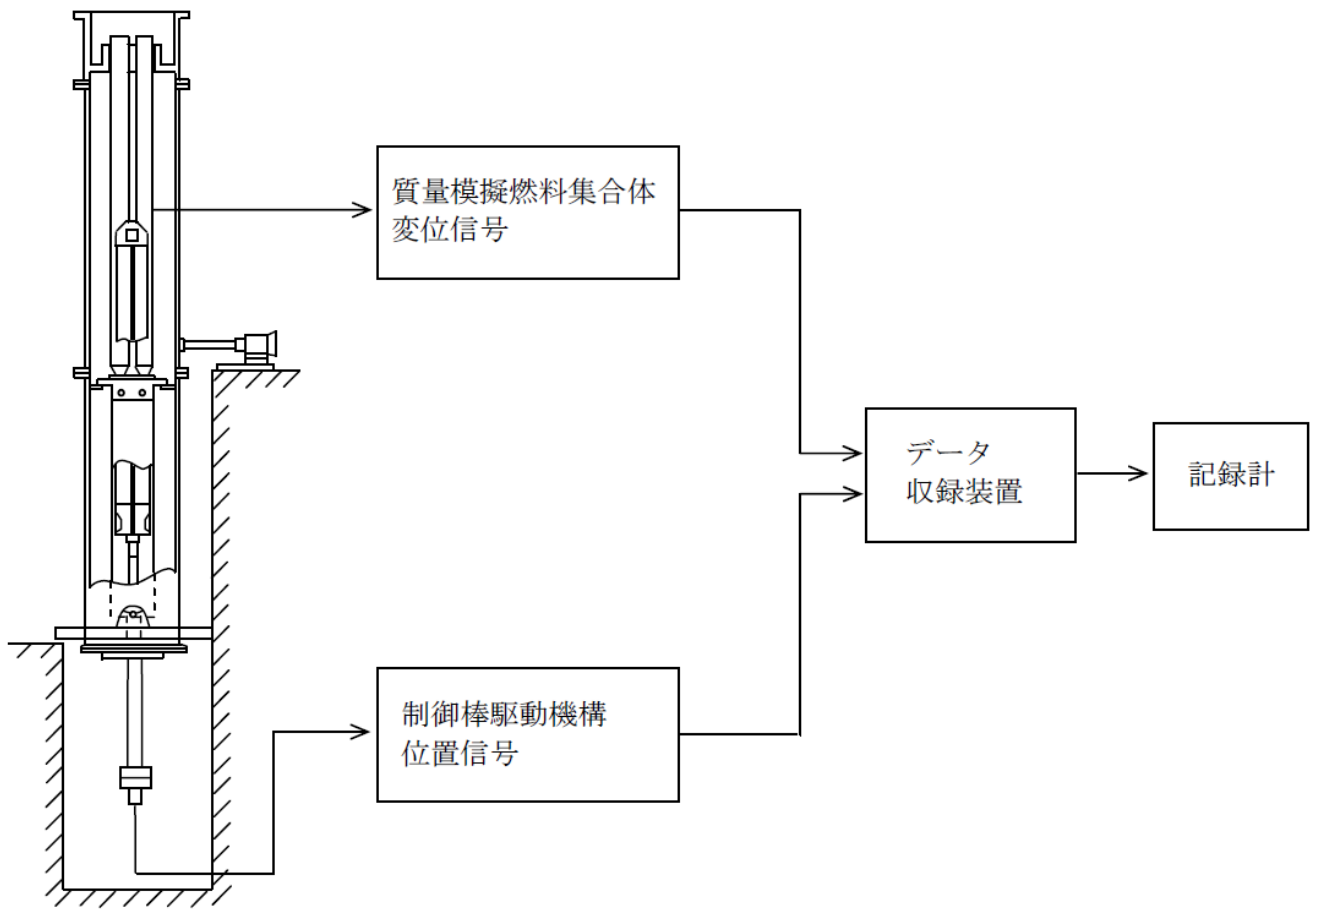 質量模擬燃料集合体
変位信号
データ
収録装置
記録計
制御棒駆動機構
位置信号